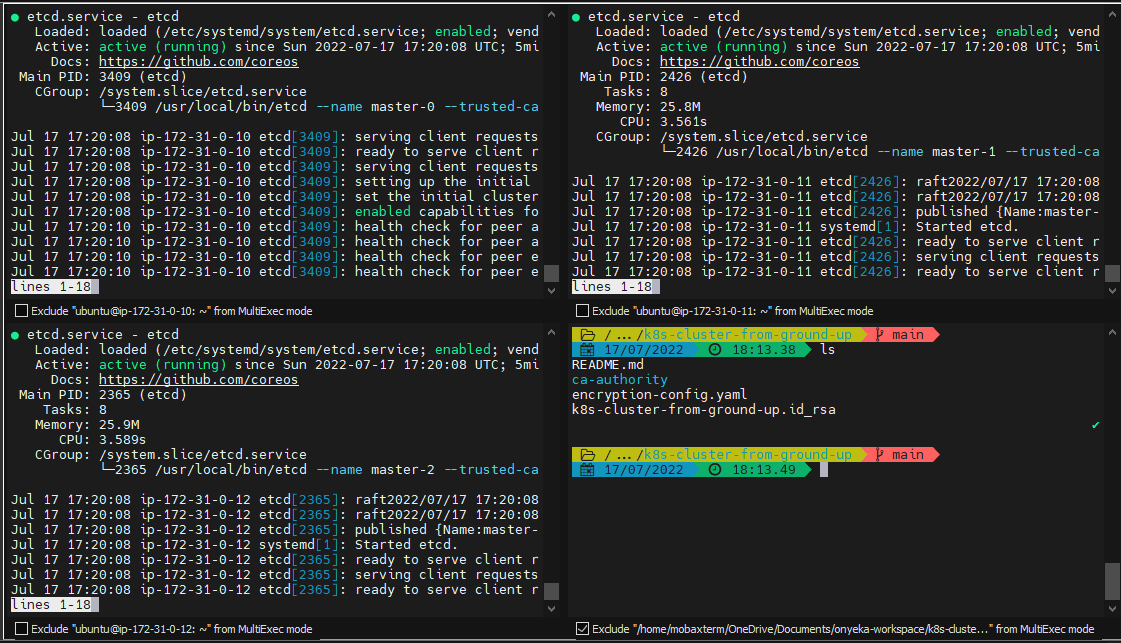 ● etcd.service - etcd
Loaded: loaded (/etc/systemd/system/etcd.service; enabled; vend
Active: active (running) since Sun 2022-07-17 17:20:08 UTC; 5mi
Docs: https://github.com/coreos
Main PID: 3409 (etcd)
CGroup: /system.slice/etcd.service
└─3409 /usr/local/bin/etcd --name master-0 --trusted-ca
Jul 17 17:20:08 ip-172-31-0-10 etcd[3409]: serving client requests
Jul 17 17:20:08 ip-172-31-0-10 etcd[3409]: ready to serve client r
Jul 17 17:20:08 ip-172-31-0-10 etcd[3409]: serving client requests
Jul 17 17:20:08 ip-172-31-0-10 etcd[3409]: setting up the initial
Jul 17 17:20:08 ip-172-31-0-10 etcd[3409]: set the initial cluster
Jul 17 17:20:08 ip-172-31-0-10 etcd[3409]: enabled capabilities fo
Jul 17 17:20:10 ip-172-31-0-10 etcd[3409]: health check for peer a
Jul 17 17:20:10 ip-172-31-0-10 etcd[3409]: health check for peer a
Jul 17 17:20:10 ip-172-31-0-10 etcd[3409]: health check for peer e
Jul 17 17:20:10 ip-172-31-0-10 etcd[3409]: health check for peer e
lines 1-18
Exclude "ubuntu@ip-172-31-0-10: ~" from MultiExec mode
● etcd.service - etcd
Loaded: loaded (/etc/systemd/system/etcd.service; enabled; vend
Active: active (running) since Sun 2022-07-17 17:20:08 UTC; 5mi
Docs: https://github.com/coreos
Main PID: 2426 (etcd)
Tasks: 8
Memory: 25.8M
CPU: 3.561s
CGroup: /system.slice/etcd.service
└─2426 /usr/local/bin/etcd --name master-1 --trusted-ca
Jul 17 17:20:08 ip-172-31-0-11 etcd[2426]: raft2022/07/17 17:20:08
Jul 17 17:20:08 ip-172-31-0-11 etcd[2426]: raft2022/07/17 17:20:08
Jul 17 17:20:08 ip-172-31-0-11 etcd[2426]: published {Name:master-
Jul 17 17:20:08 ip-172-31-0-11 systemd[1]: Started etcd.
Jul 17 17:20:08 ip-172-31-0-11 etcd[2426]: ready to serve client r
Jul 17 17:20:08 ip-172-31-0-11 etcd[2426]: serving client requests
Jul 17 17:20:08 ip-172-31-0-11 etcd[2426]: ready to serve client r
lines 1-18
Exclude "ubuntu@ip-172-31-0-11: ~" from MultiExec mode
● etcd.service - etcd
Loaded: loaded (/etc/systemd/system/etcd.service; enabled; vend
Active: active (running) since Sun 2022-07-17 17:20:08 UTC; 5mi
Docs: https://github.com/coreos
Main PID: 2365 (etcd)
Tasks: 8
Memory: 25.9M
CPU: 3.589s
CGroup: /system.slice/etcd.service
└─2365 /usr/local/bin/etcd --name master-2 --trusted-ca
Jul 17 17:20:08 ip-172-31-0-12 etcd[2365]: raft2022/07/17 17:20:08
Jul 17 17:20:08 ip-172-31-0-12 etcd[2365]: raft2022/07/17 17:20:08
Jul 17 17:20:08 ip-172-31-0-12 etcd[2365]: published {Name:master-
Jul 17 17:20:08 ip-172-31-0-12 systemd[1]: Started etcd.
Jul 17 17:20:08 ip-172-31-0-12 etcd[2365]: ready to serve client r
Jul 17 17:20:08 ip-172-31-0-12 etcd[2365]: serving client requests
Jul 17 17:20:08 ip-172-31-0-12 etcd[2365]: ready to serve client r
lines 1-18
Exclude "ubuntu@ip-172-31-0-12: ~" from MultiExec mode
/ ... /k8s-cluster-from-ground-up main
17/07/2022 18:13.38 ls
README.md
ca-authority
encryption-config.yaml
k8s-cluster-from-ground-up.id_rsa
✔
/ ... /k8s-cluster-from-ground-up main
17/07/2022 18:13.49
Exclude "/home/mobaxterm/OneDrive/Documents/onyeka-workspace/k8s-cluste..." from MultiExec mode